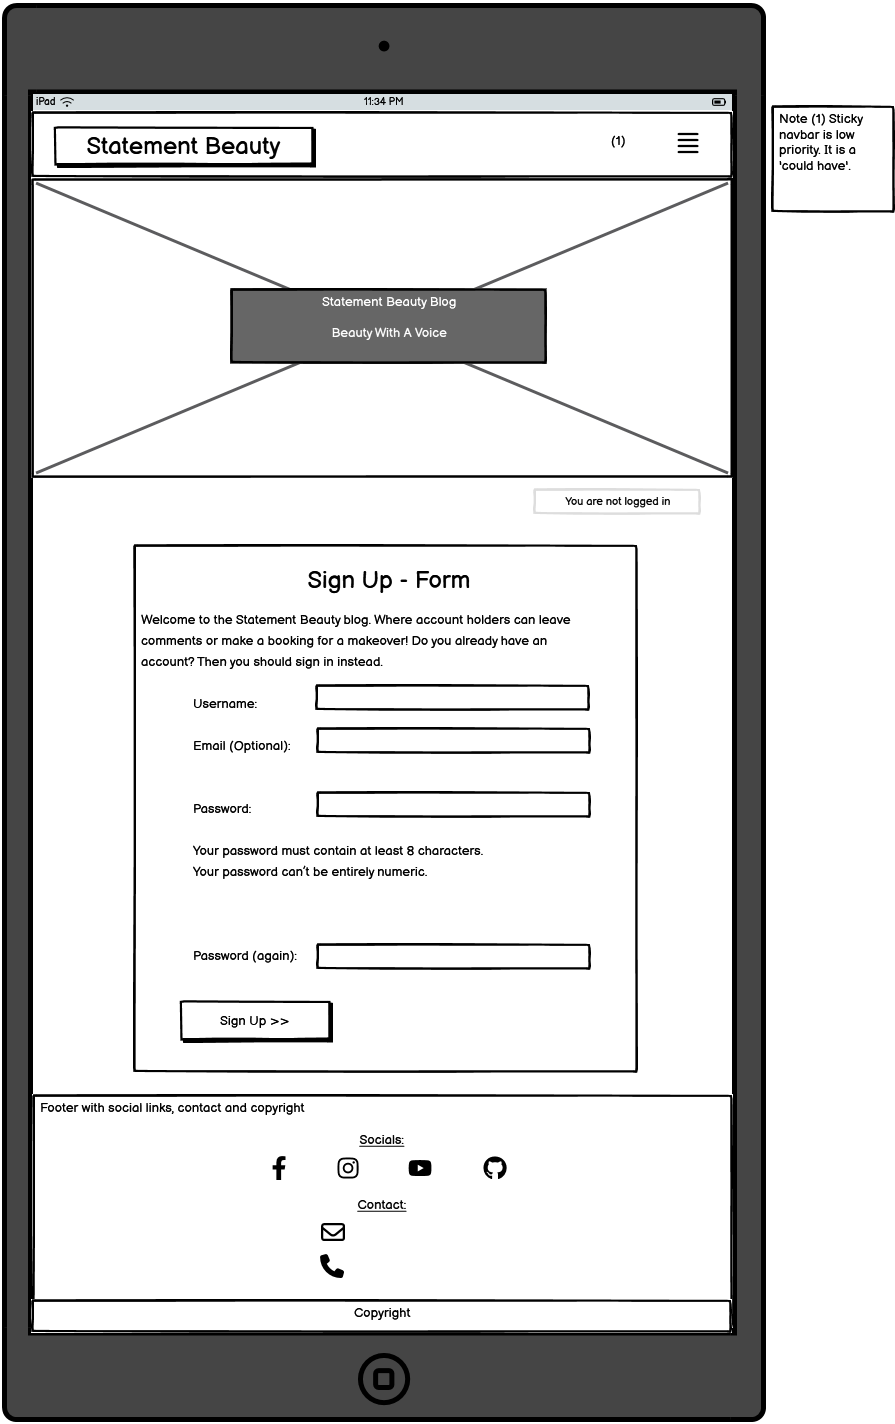 iPad
11:34 PM
Statement Beauty
(1)
Note (1) Sticky
navbar is low
priority. It is a
'could have'.
Statement Beauty Blog
Beauty With A Voice
You are not logged in
Sign Up - Form
Welcome to the Statement Beauty blog. Where account holders can leave
comments or make a booking for a makeover! Do you already have an
account? Then you should sign in instead.
Username:
Email (Optional):
Password:
Your password must contain at least 8 characters.
Your password can't be entirely numeric.
Password (again):
Sign Up >>
Footer with social links, contact and copyright
Socials:
Contact:
Copyright